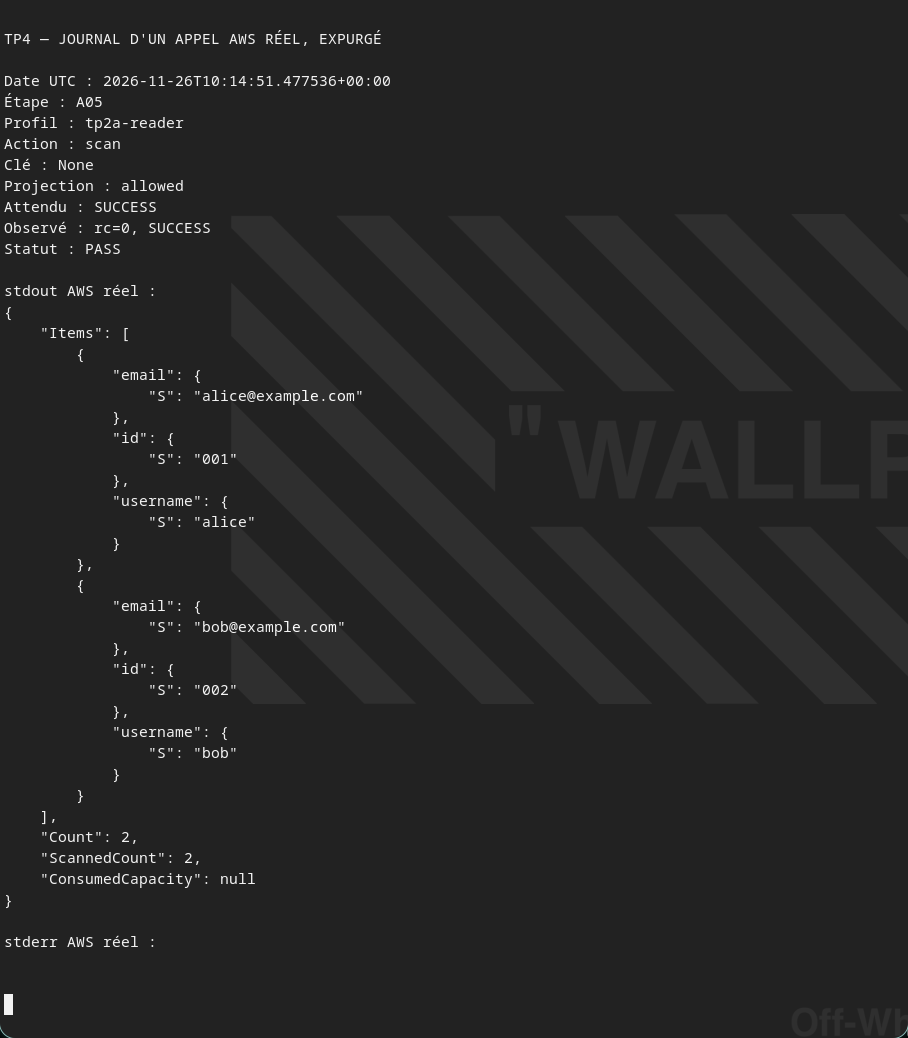 TP4 — JOURNAL D'UN APPEL AWS RÉEL, EXPURGÉ
Date UTC : 2026-11-26T10:14:51.477536+00:00
Étape : A05
Profil : tp2a-reader
Action : scan
Clé : None
Projection : allowed
Attendu : SUCCESS
Observé : rc=0, SUCCESS
Statut : PASS
stdout AWS réel :
{
    "Items": [
        {
            "email": {
                "S": "alice@example.com"
            },
            "id": {
                "S": "001"
            },
            "username": {
                "S": "alice"
            }
        },
        {
            "email": {
                "S": "bob@example.com"
            },
            "id": {
                "S": "002"
            },
            "username": {
                "S": "bob"
            }
        }
    ],
    "Count": 2,
    "ScannedCount": 2,
    "ConsumedCapacity": null
}
stderr AWS réel :